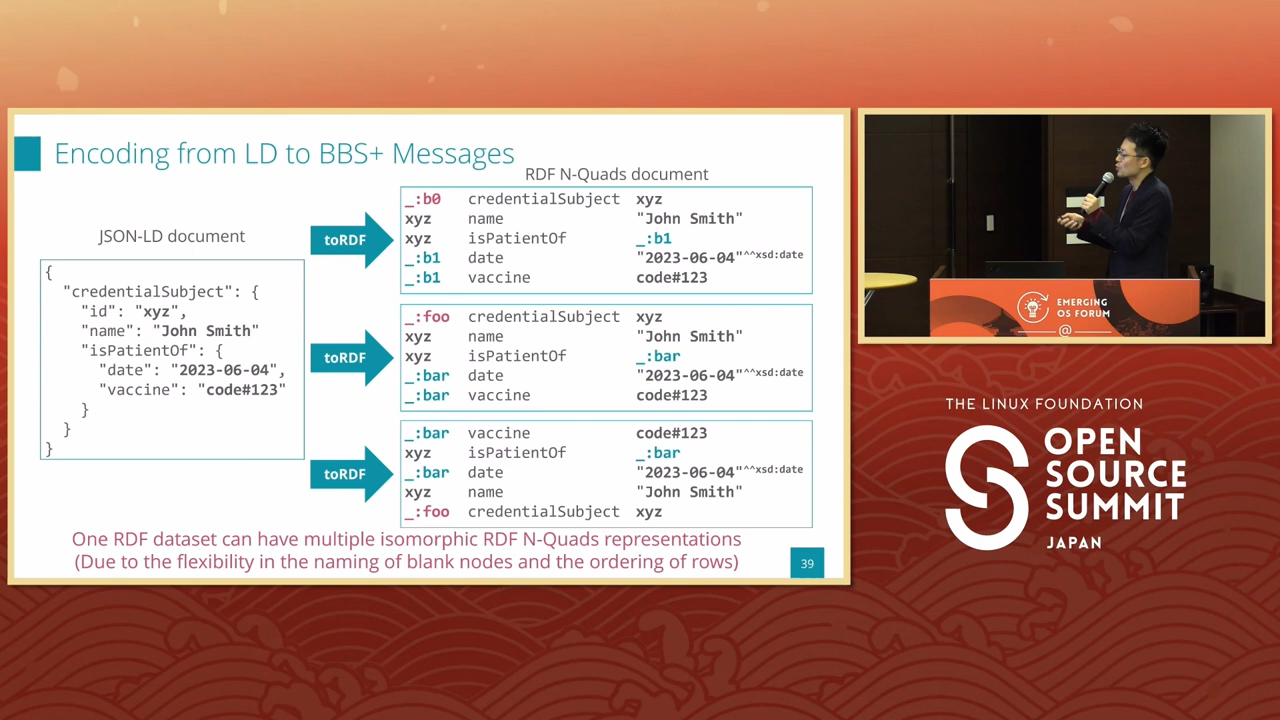 Encoding from LD to BBS+ Messages
JSON-LD document
{
"credentialSubject": {
"id": "xyz",
"name": "John Smith"
"isPatientOf": {
"date": "2023-06-04",
"vaccine": "code#123"
}
}
}
toRDF
toRDF
toRDF
RDF N-Quads document
_:b0 credentialSubject xyz
xyz name "John Smith"
xyz isPatientOf _:b1
_:b1 date "2023-06-04"^^xsd:date
_:b1 vaccine code#123
_:foo credentialSubject xyz
xyz name "John Smith"
xyz isPatientOf _:bar
_:bar date "2023-06-04"^^xsd:date
_:bar vaccine code#123
_:bar vaccine code#123
xyz isPatientOf _:bar
_:bar date "2023-06-04"^^xsd:date
xyz name "John Smith"
_:foo credentialSubject xyz
One RDF dataset can have multiple isomorphic RDF N-Quads representations
(Due to the flexibility in the naming of blank nodes and the ordering of rows)
39
EMERGING
OS FORUM
@
THE LINUX FOUNDATION
OPEN
SOURCE
SUMMIT
JAPAN